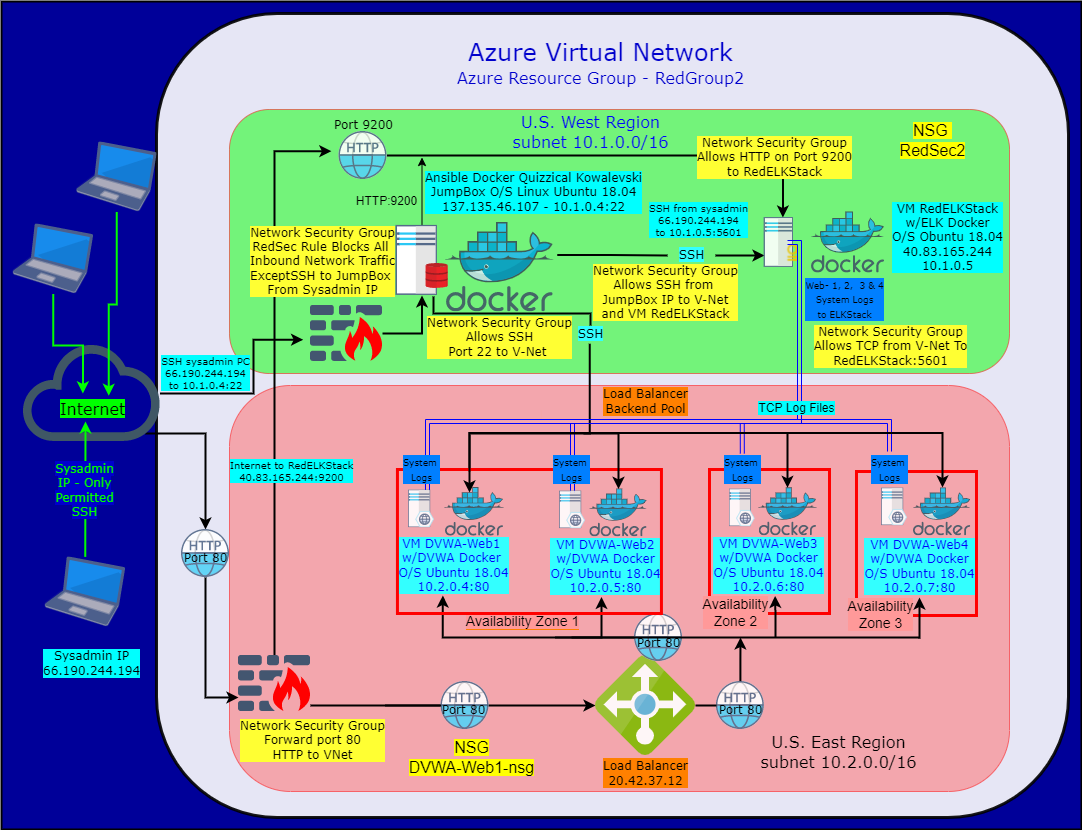 Azure Virtual Network
Azure Resource Group - RedGroup2
U.S. West Region
subnet 10.1.0.0/16
NSG
RedSec2
Port 9200
HTTP
Network Security Group
Allows HTTP on Port 9200
to RedELKStack
HTTP:9200
Ansible Docker Quizzical Kowalevski
JumpBox O/S Linux Ubuntu 18.04
137.135.46.107 - 10.1.0.4:22
SSH from sysadmin
66.190.244.194
to 10.1.0.5:5601
VM RedELKStack
w/ELK Docker
O/S Obuntu 18.04
40.83.165.244
10.1.0.5
Network Security Group
RedSec Rule Blocks All
Inbound Network Traffic
ExceptSSH to JumpBox
From Sysadmin IP
docker
SSH
docker
Network Security Group
Allows SSH from
JumpBox IP to V-Net
and VM RedELKStack
Web- 1, 2, 3 & 4
System Logs
to ELKStack
Network Security Group
Allows SSH
Port 22 to V-Net
SSH
Network Security Group
Allows TCP from V-Net To
RedELKStack:5601
SSH sysadmin PC
66.190.244.194
to 10.1.0.4:22
Internet
Sysadmin
IP - Only
Permitted
SSH
Sysadmin IP
66.190.244.194
Load Balancer
Backend Pool
TCP Log Files
Internet to RedELKStack
40.83.165.244:9200
System
Logs
System
Logs
System
Logs
System
Logs
docker
docker
docker
docker
VM DVWA-Web1
w/DVWA Docker
O/S Ubuntu 18.04
10.2.0.4:80
VM DVWA-Web2
w/DVWA Docker
O/S Ubuntu 18.04
10.2.0.5:80
VM DVWA-Web3
w/DVWA Docker
O/S Ubuntu 18.04
10.2.0.6:80
VM DVWA-Web4
w/DVWA Docker
O/S Ubuntu 18.04
10.2.0.7:80
HTTP
Port 80
Availability Zone 1
Availability
Zone 2
Availability
Zone 3
HTTP
Port 80
HTTP
Port 80
HTTP
Port 80
Network Security Group
Forward port 80
HTTP to VNet
NSG
DVWA-Web1-nsg
Load Balancer
20.42.37.12
U.S. East Region
subnet 10.2.0.0/16